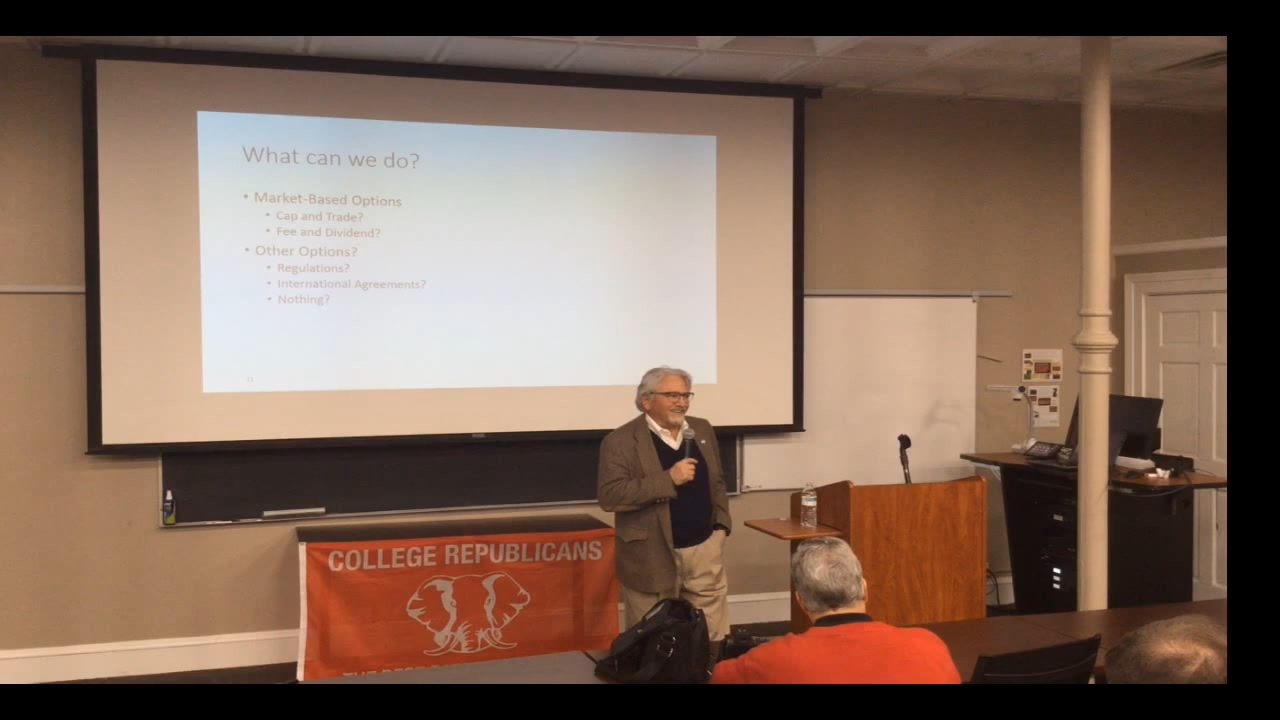 What can we do?
• Market-Based Options
• Cap and Trade?
• Fee and Dividend?
• Other Options?
• Regulations?
• International Agreements?
• Nothing?
COLLEGE REPUBLICANS